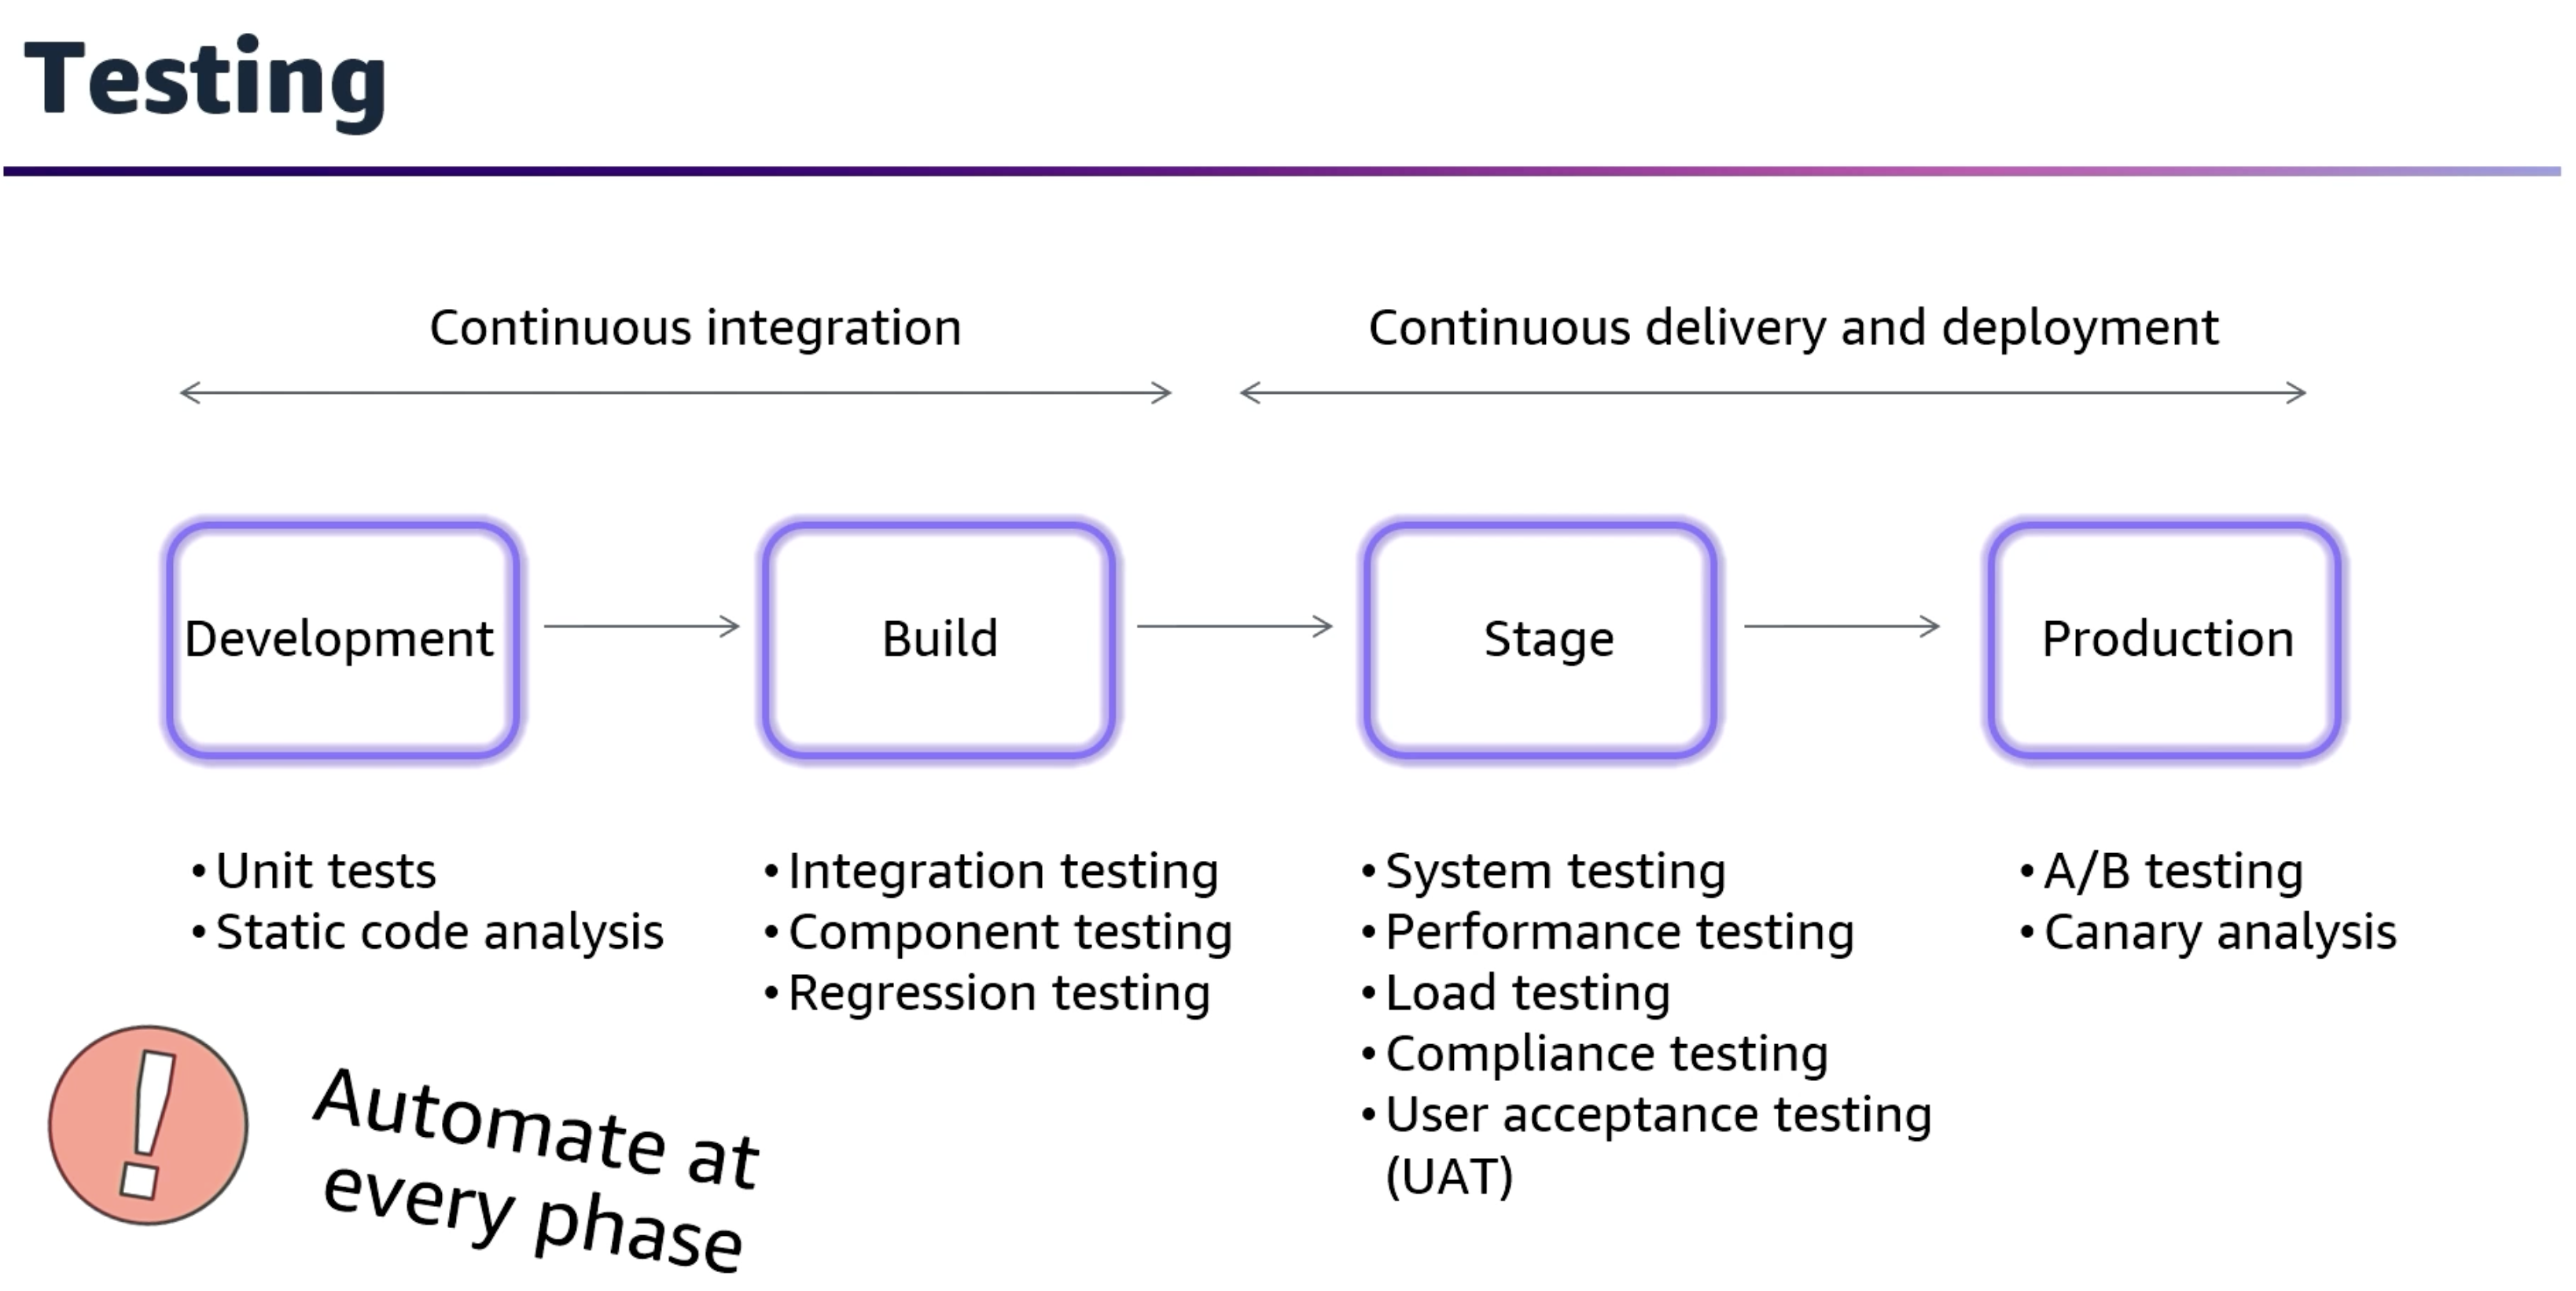 Testing
Continuous integration
Continuous delivery and deployment
Development
Build
Stage
Production
• Unit tests
• Static code analysis
• Integration testing
• Component testing
• Regression testing
• System testing
• Performance testing
• Load testing
• Compliance testing
• User acceptance testing
(UAT)
• A/B testing
• Canary analysis
!
Automate at
every phase